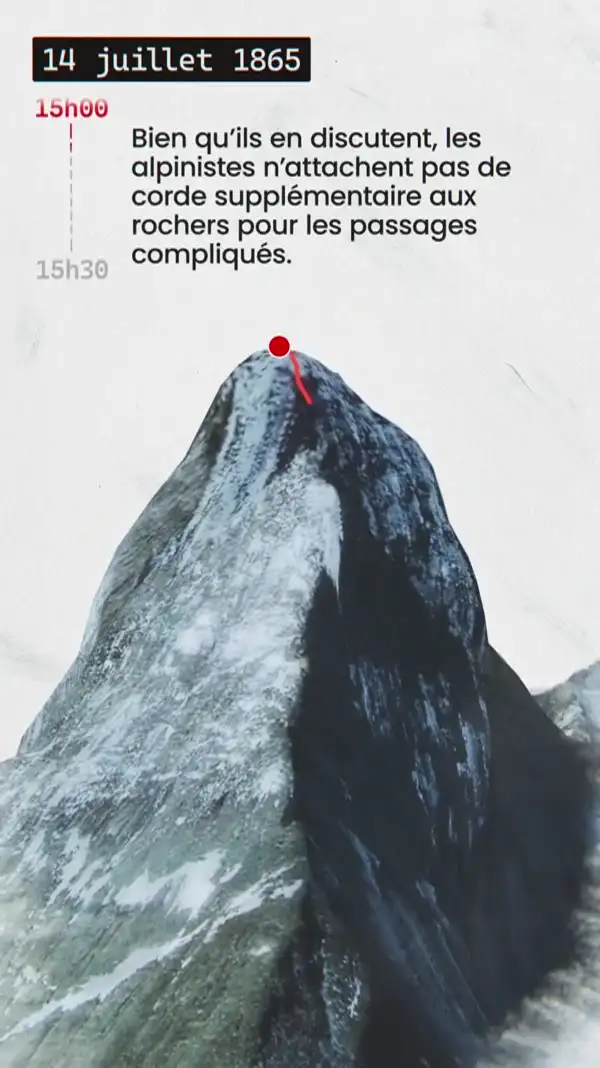 14 juillet 1865
15h00
Bien qu’ils en discutent, les
alpinistes n’attachent pas de
corde supplémentaire aux
rochers pour les passages
compliqués.
15h30